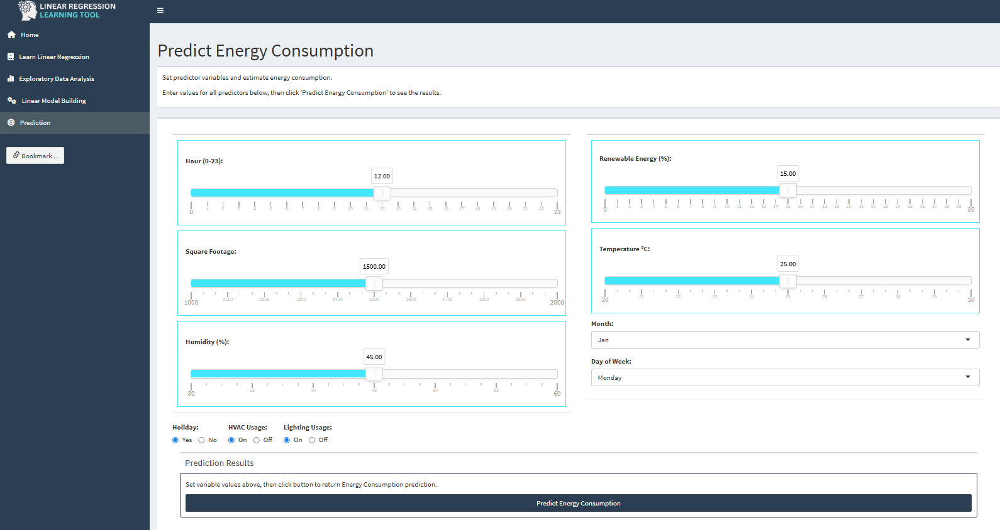 LINEAR REGRESSION
LEARNING TOOL
Home
Learn Linear Regression
Exploratory Data Analysis
Linear Model Building
Prediction
Bookmark...
Predict Energy Consumption
Set predictor variables and estimate energy consumption.
Enter values for all predictors below, then click 'Predict Energy Consumption' to see the results.
Hour (0-23):
12.00
0 1 2 3 4 5 6 7 8 9 10 11 12 13 14 15 16 17 18 19 20 21 22 23
Square Footage:
1500.00
1000 1100 1200 1300 1400 1500 1600 1700 1800 1900 2000
Humidity (%):
45.00
30 35 40 45 50 55 60
Renewable Energy (%):
15.00
0 1 2 3 4 5 6 7 8 9 10 11 12 13 14 15 16 17 18 19 20 21 22 23 24 25 26 27 28 29 30
Temperature °C:
25.00
20 21 22 23 24 25 26 27 28 29 30
Month:
Jan
Day of Week:
Monday
Holiday: HVAC Usage: Lighting Usage:
Yes No On Off On Off
Prediction Results
Set variable values above, then click button to return Energy Consumption prediction.
Predict Energy Consumption